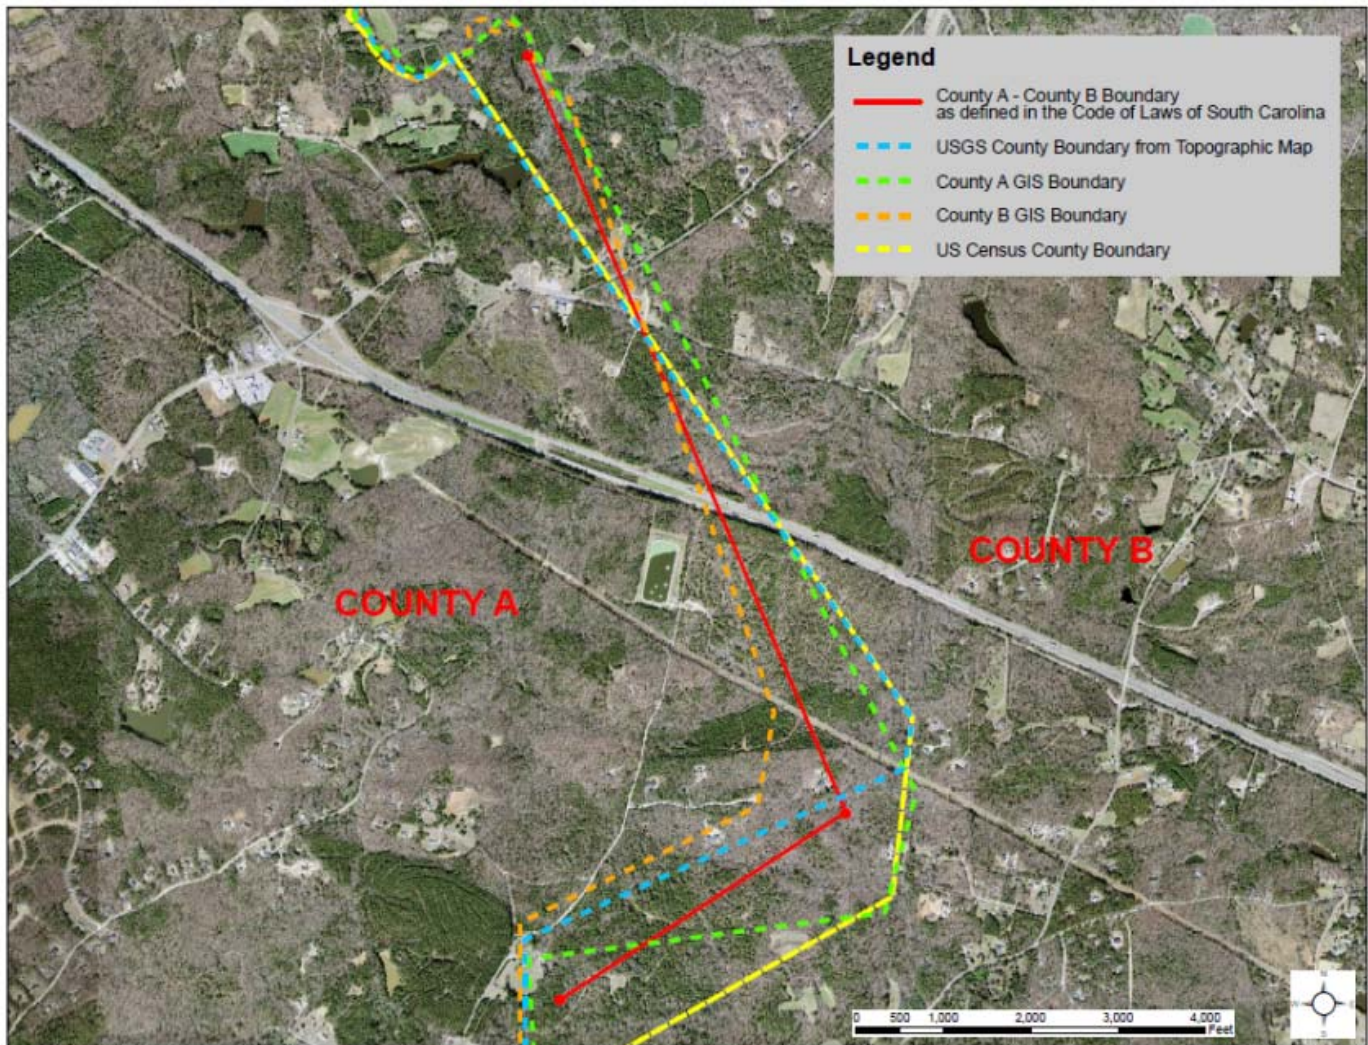 Legend
County A - County B Boundary
as defined in the Code of Laws of South Carolina
USGS County Boundary from Topographic Map
County A GIS Boundary
County B GIS Boundary
US Census County Boundary
COUNTY B
COUNTY A
0 500 1,000 2,000 3,000 4,000
Feet
N
W E
S